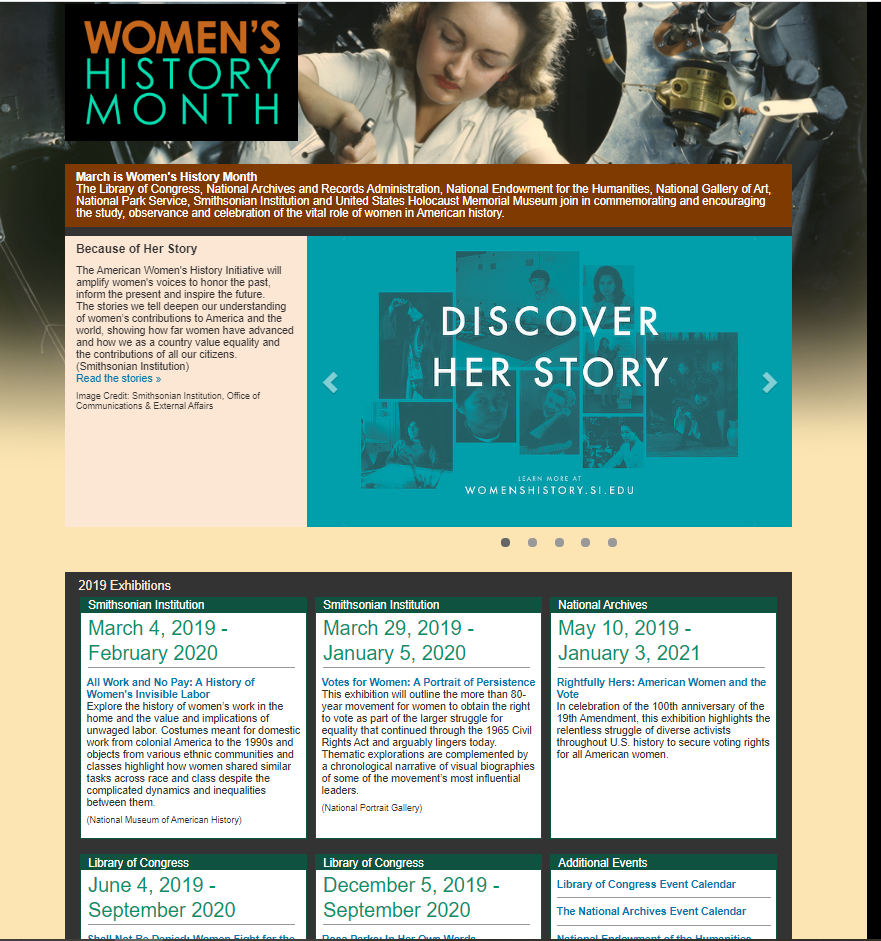 WOMEN'S
HISTORY
MONTH
March is Women's History Month
The Library of Congress, National Archives and Records Administration, National Endowment for the Humanities, National Gallery of Art,
National Park Service, Smithsonian Institution and United States Holocaust Memorial Museum join in commemorating and encouraging
the study, observance and celebration of the vital role of women in American history.
Because of Her Story
The American Women's History Initiative will
amplify women's voices to honor the past,
inform the present and inspire the future.
The stories we tell deepen our understanding
of women's contributions to America and the
world, showing how far women have advanced
and how we as a country value equality and
the contributions of all our citizens.
(Smithsonian Institution)
Read the stories »
Image Credit: Smithsonian Institution, Office of
Communications & External Affairs
DISCOVER
HER STORY
LEARN MORE AT
WOMENSHISTORY.SI.EDU
2019 Exhibitions
Smithsonian Institution
March 4, 2019 -
February 2020
All Work and No Pay: A History of
Women's Invisible Labor
Explore the history of women's work in the
home and the value and implications of
unwaged labor. Costumes meant for domestic
work from colonial America to the 1990s and
objects from various ethnic communities and
classes highlight how women shared similar
tasks across race and class despite the
complicated dynamics and inequalities
between them.
(National Museum of American History)
Smithsonian Institution
March 29, 2019 -
January 5, 2020
Votes for Women: A Portrait of Persistence
This exhibition will outline the more than 80-
year movement for women to obtain the right
to vote as part of the larger struggle for
equality that continued through the 1965 Civil
Rights Act and arguably lingers today.
Thematic explorations are complemented by
a chronological narrative of visual biographies
of some of the movement's most influential
leaders.
(National Portrait Gallery)
National Archives
May 10, 2019 -
January 3, 2021
Rightfully Hers: American Women and the
Vote
In celebration of the 100th anniversary of the
19th Amendment, this exhibition highlights the
relentless struggle of diverse activists
throughout U.S. history to secure voting rights
for all American women.
Library of Congress
June 4, 2019 -
September 2020
Shall Not Be Denied: Women Fight for the
Library of Congress
December 5, 2019 -
September 2020
Rosa Parks: In Her Own Words
Additional Events
Library of Congress Event Calendar
The National Archives Event Calendar
National Endowment of the Humanities